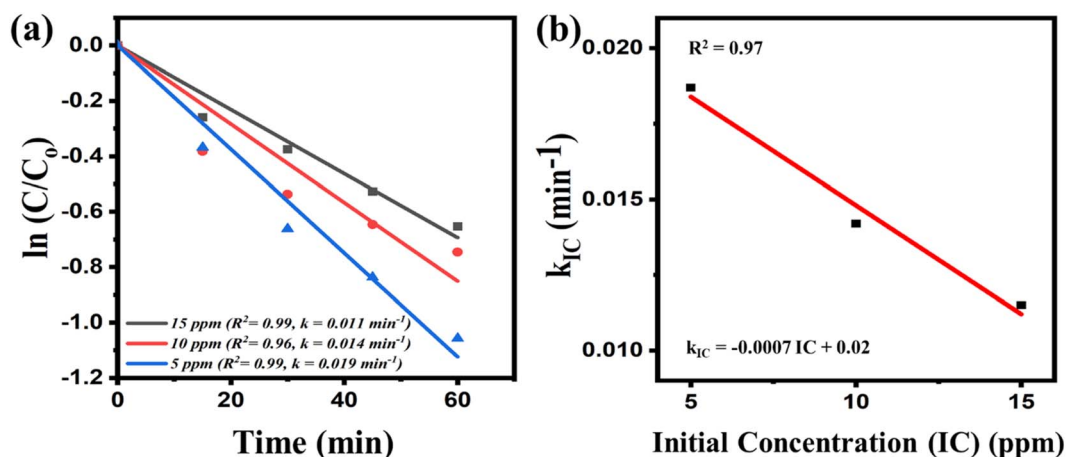 (a)
0.0
-0.2
-0.4
-0.6
-0.8
-1.0
-1.2
ln (C/Co)
15 ppm (R²= 0.99, k = 0.011 min⁻¹)
10 ppm (R²= 0.96, k = 0.014 min⁻¹)
5 ppm (R²= 0.99, k = 0.019 min⁻¹)
0 20 40 60
Time (min)
(b)
0.020
0.015
0.010
kIC (min⁻¹)
R² = 0.97
kIC = -0.0007 IC + 0.02
5 10 15
Initial Concentration (IC) (ppm)